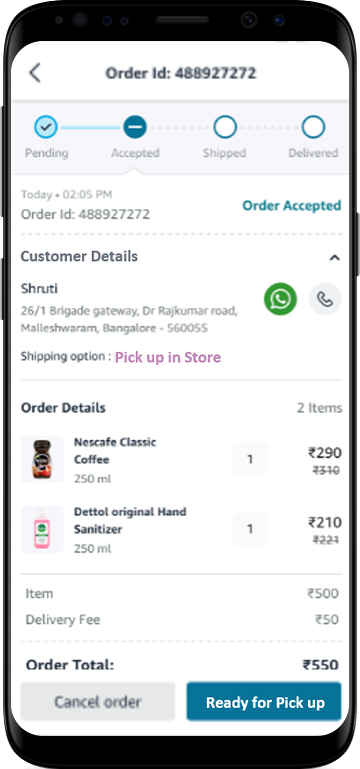 Order Id: 488927272
Pending Accepted Shipped Delivered
Today • 02:05 PM
Order Id: 488927272
Order Accepted
Customer Details
Shruti
26/1 Brigade gateway, Dr Rajkumar road,
Malleshwaram, Bangalore - 560055
Shipping option : Pick up in Store
Order Details 2 Items
Nescafe Classic
Coffee
250 ml
1
₹290
₹310
Dettol original Hand
Sanitizer
250 ml
1
₹210
₹221
Item ₹500
Delivery Fee ₹50
Order Total: ₹550
Cancel order Ready for Pick up